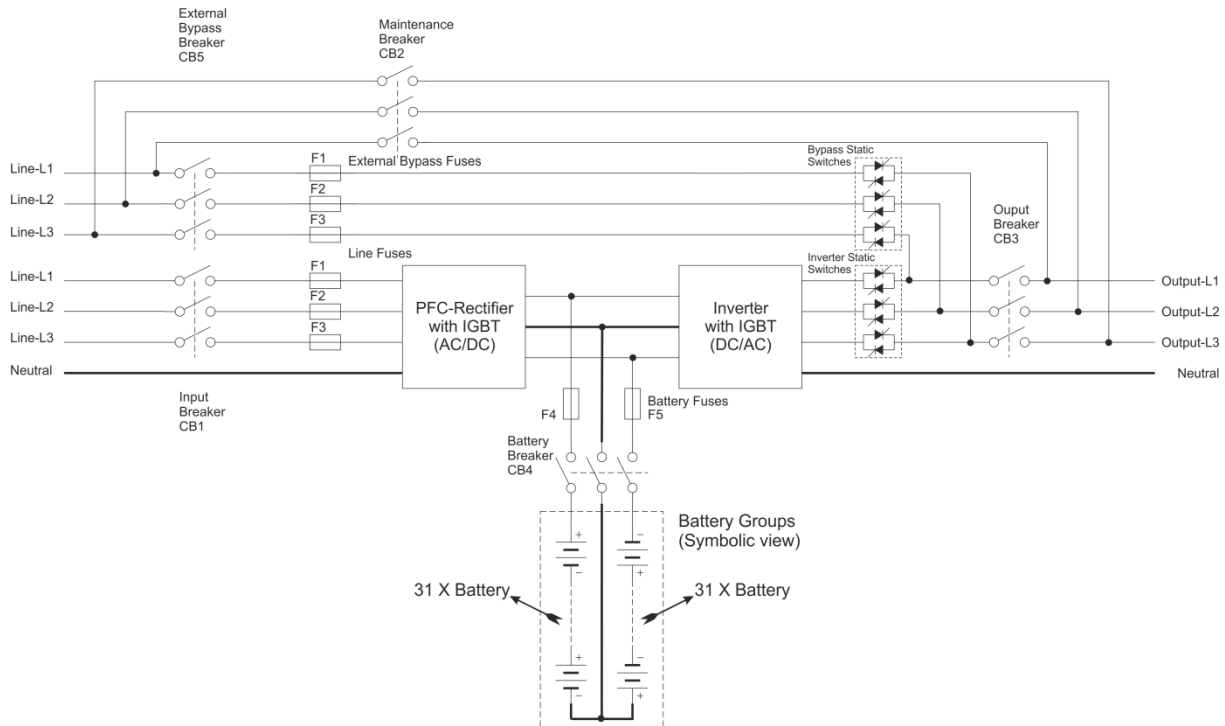 External
Bypass
Breaker
CB5
Maintenance
Breaker
CB2
Line-L1
F1
External Bypass Fuses
Bypass Static
Switches
Line-L2
F2
Line-L3
F3
Ouput
Breaker
CB3
Line Fuses
Inverter Static
Switches
Line-L1
F1
Output-L1
Line-L2
F2
PFC-Rectifier
with IGBT
(AC/DC)
Inverter
with IGBT
(DC/AC)
Output-L2
Line-L3
F3
Output-L3
Neutral
Neutral
Input
Breaker
CB1
F4
Battery Fuses
F5
Battery
Breaker
CB4
Battery Groups
(Symbolic view)
+
−
−
+
31 X Battery
31 X Battery
+
−
−
+